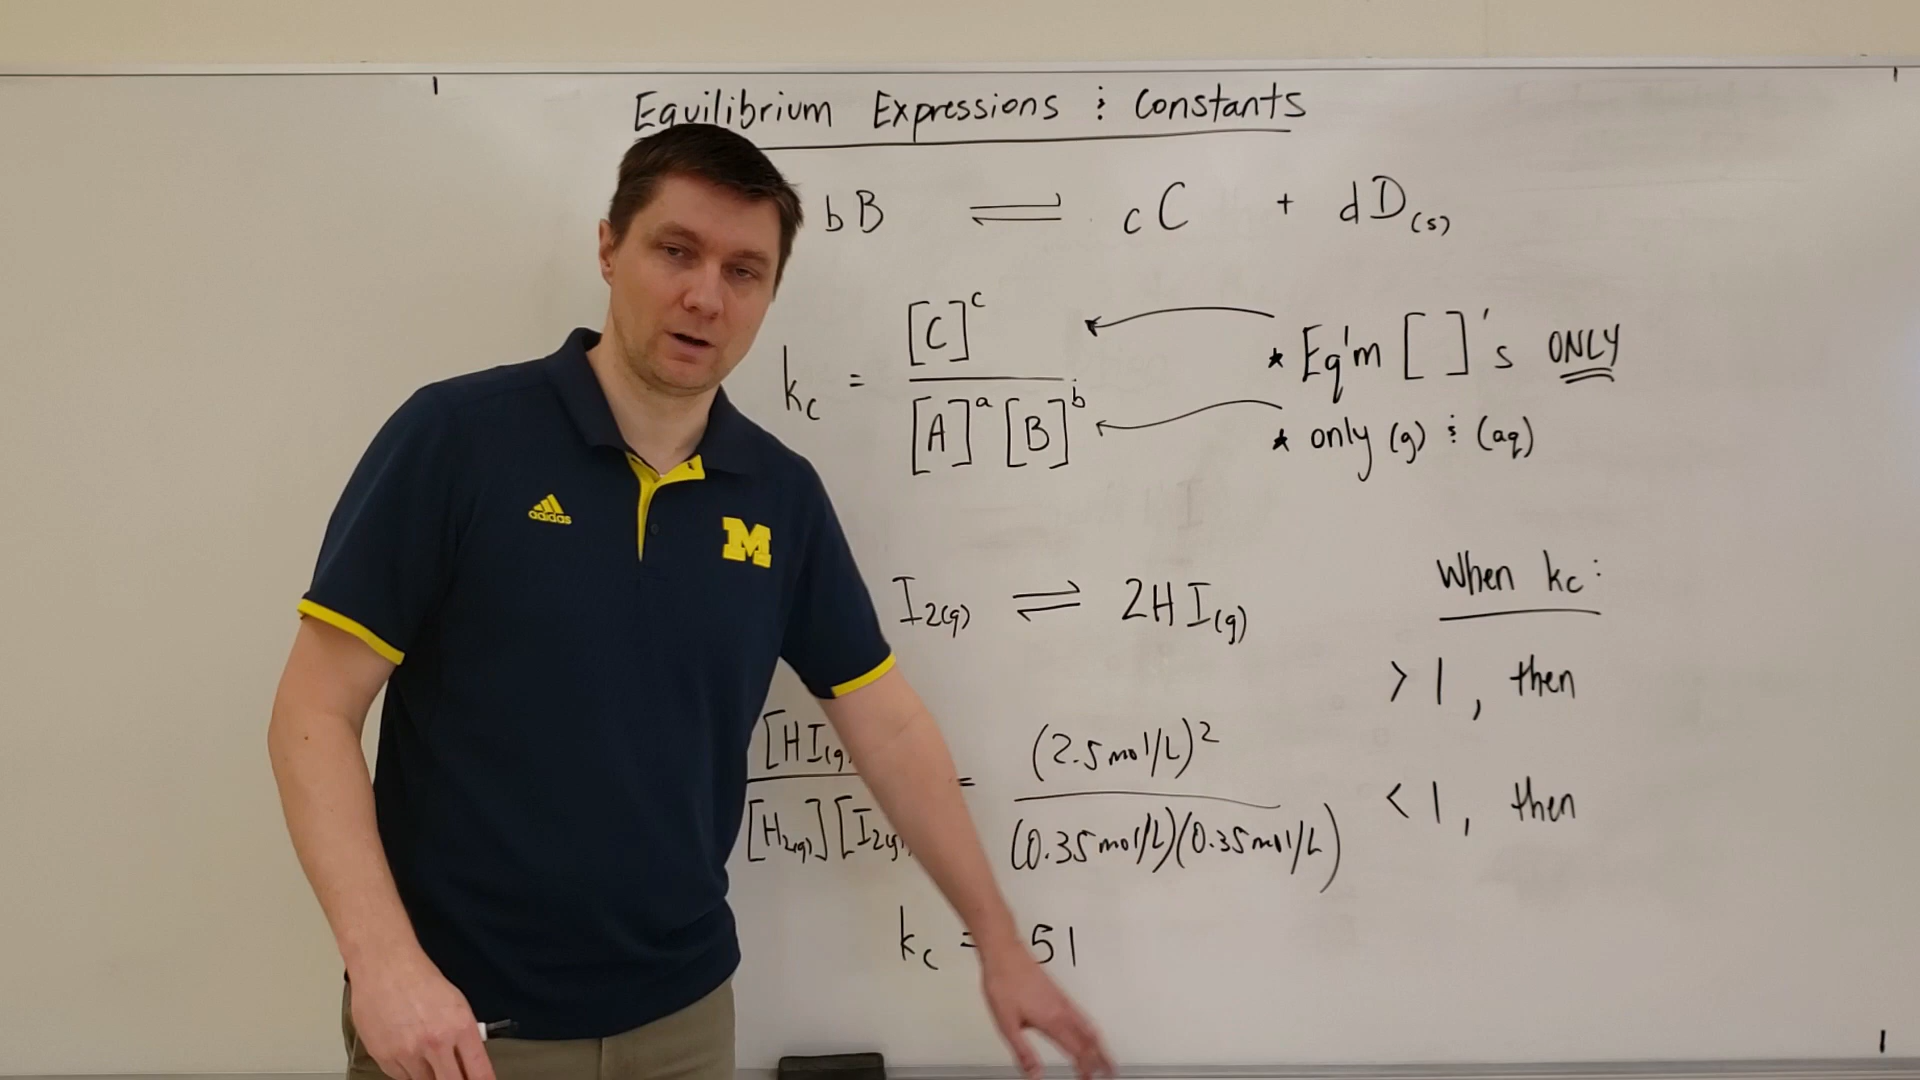 Equilibrium Expressions & Constants
bB ⇌ cC + dD(s)
kc = [C]^c / [A]^a [B]^b
* Eq'm [ ]'s ONLY
* only (g) & (aq)
adidas
M
I2(g) ⇌ 2HI(g)
When kc:
> 1, then
< 1, then
[HI(g / [H2(g)][I2(g) = (2.5 mol/L)^2 / (0.35 mol/L)(0.35 mol/L)
kc = 51